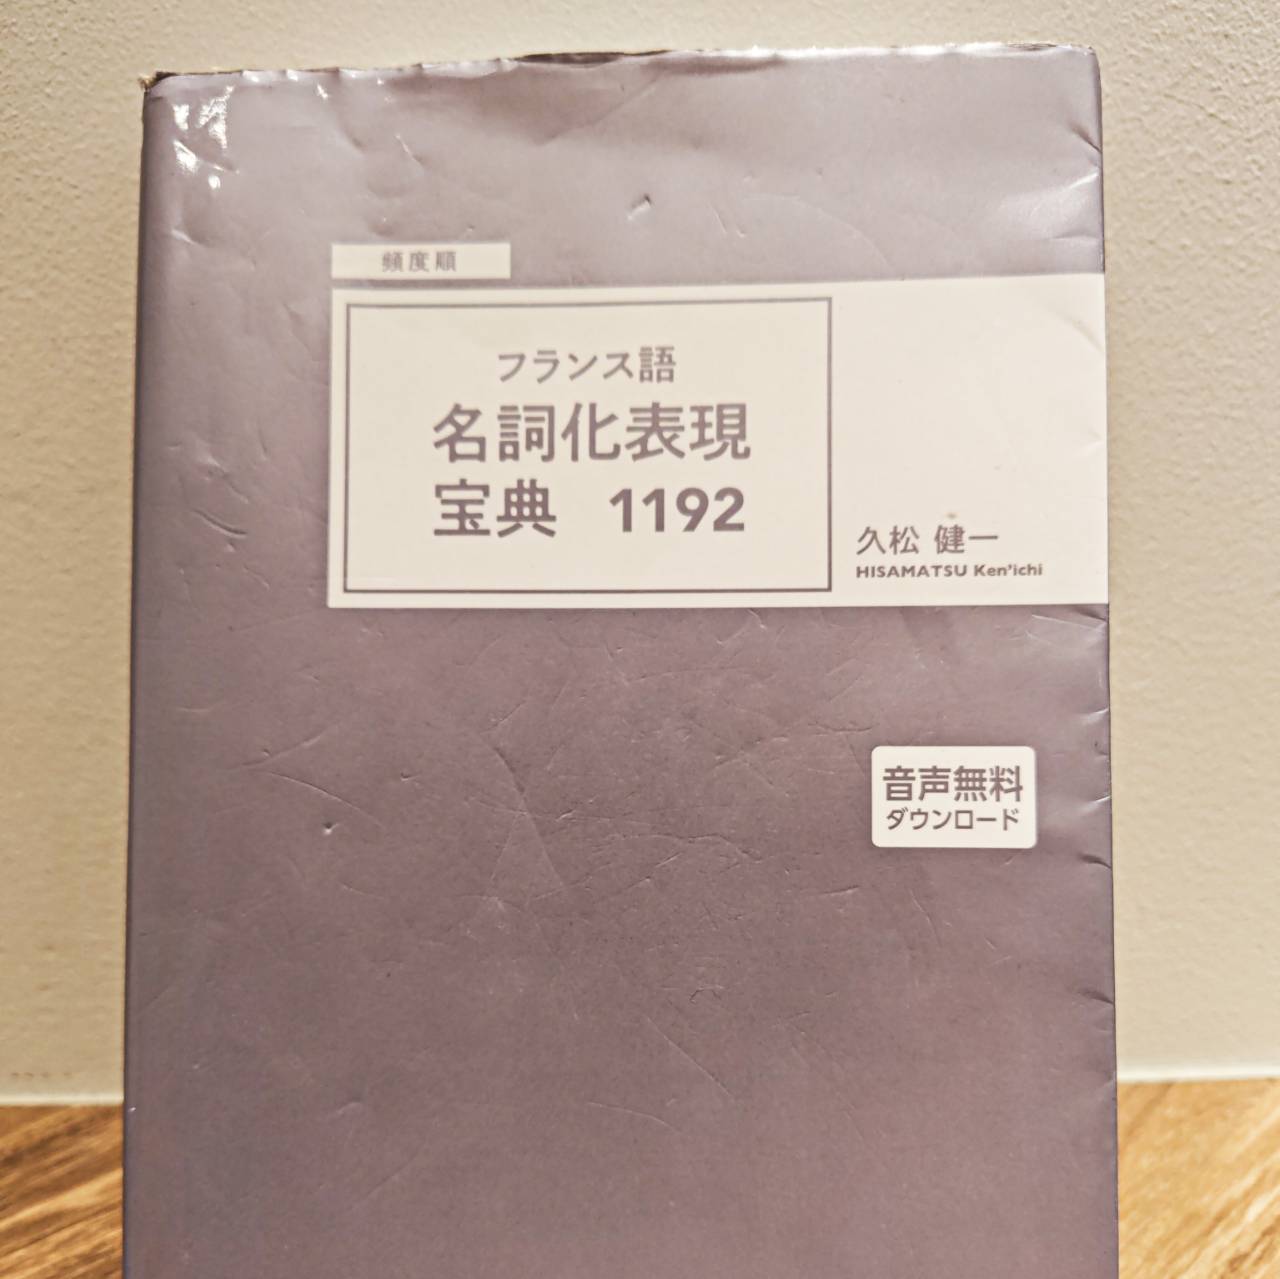 頻度順
フランス語
名詞化表現
宝典 1192
久松 健一
HISAMATSU Ken'ichi
音声無料
ダウンロード